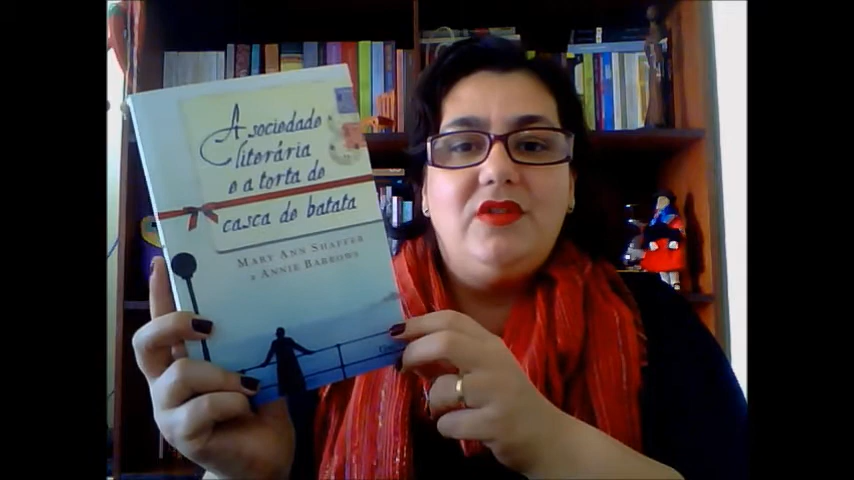 A sociedade
literária
e a torta de
casca de batata
MARY ANN SHAFFER
E ANNIE BARROWS